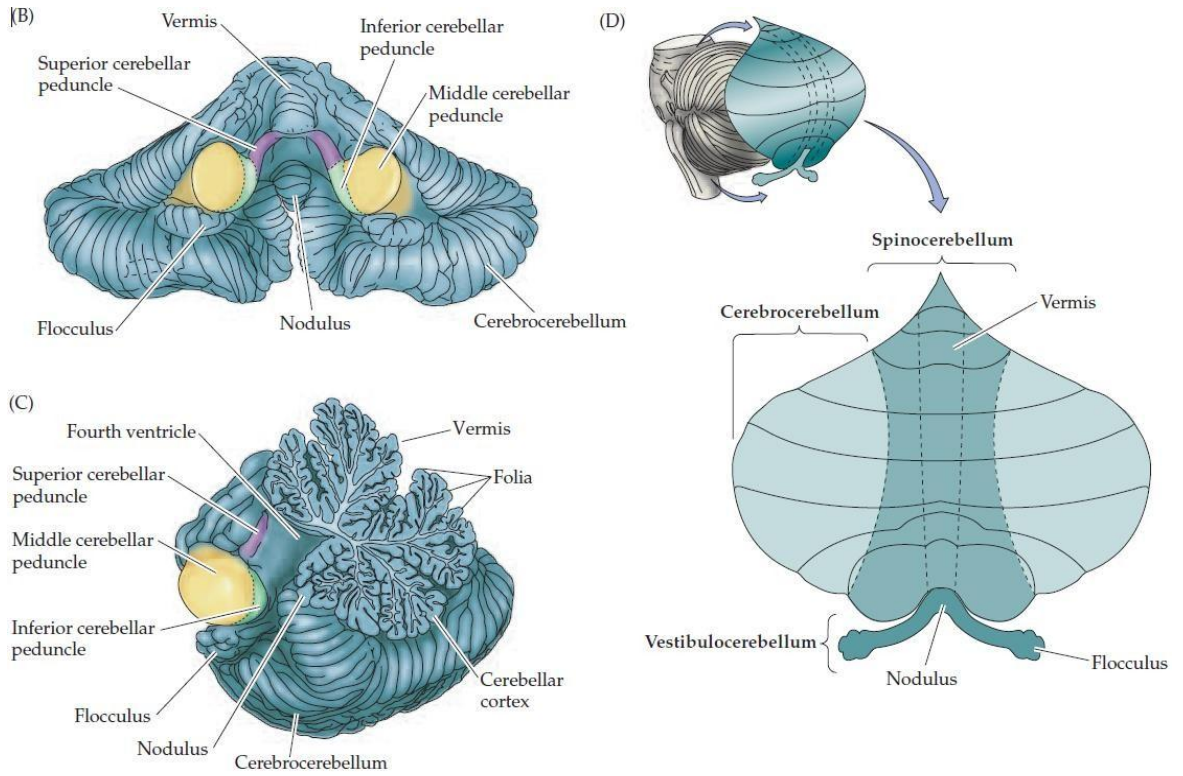 (B)
Vermis
Inferior cerebellar
peduncle
Superior cerebellar
peduncle
Middle cerebellar
peduncle
Flocculus
Nodulus
Cerebrocerebellum
(C)
Fourth ventricle
Vermis
Superior cerebellar
peduncle
Folia
Middle cerebellar
peduncle
Inferior cerebellar
peduncle
Cerebellar
cortex
Flocculus
Nodulus
Cerebrocerebellum
(D)
Spinocerebellum
Vermis
Cerebrocerebellum
Vestibulocerebellum
Flocculus
Nodulus